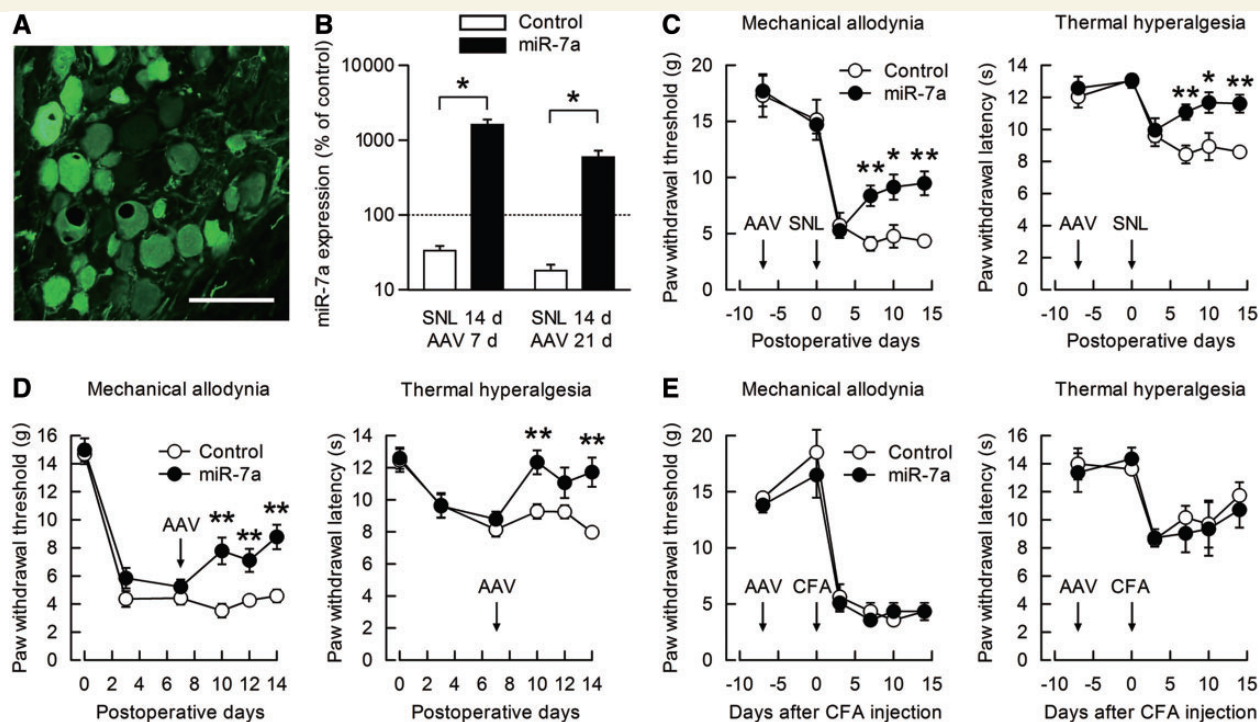 A
B
Control
miR-7a
miR-7a expression (% of control)
10000
1000
100
10
*
*
SNL 14 d
AAV 7 d
SNL 14 d
AAV 21 d
C
Mechanical allodynia
Paw withdrawal threshold (g)
20
15
10
5
0
Control
miR-7a
** * **
AAV SNL
-10 -5 0 5 10 15
Postoperative days
Thermal hyperalgesia
Paw withdrawal latency (s)
14
12
10
8
6
4
2
0
** * **
AAV SNL
-10 -5 0 5 10 15
Postoperative days
D
Mechanical allodynia
Paw withdrawal threshold (g)
16
14
12
10
8
6
4
2
0
Control
miR-7a
AAV
** ** **
0 2 4 6 8 10 12 14
Postoperative days
Thermal hyperalgesia
Paw withdrawal latency (s)
14
12
10
8
6
4
2
0
** **
AAV
0 2 4 6 8 10 12 14
Postoperative days
E
Mechanical allodynia
Paw withdrawal threshold (g)
20
15
10
5
0
Control
miR-7a
AAV CFA
-10 -5 0 5 10 15
Days after CFA injection
Thermal hyperalgesia
Paw withdrawal latency (s)
16
14
12
10
8
6
4
2
0
AAV CFA
-10 -5 0 5 10 15
Days after CFA injection